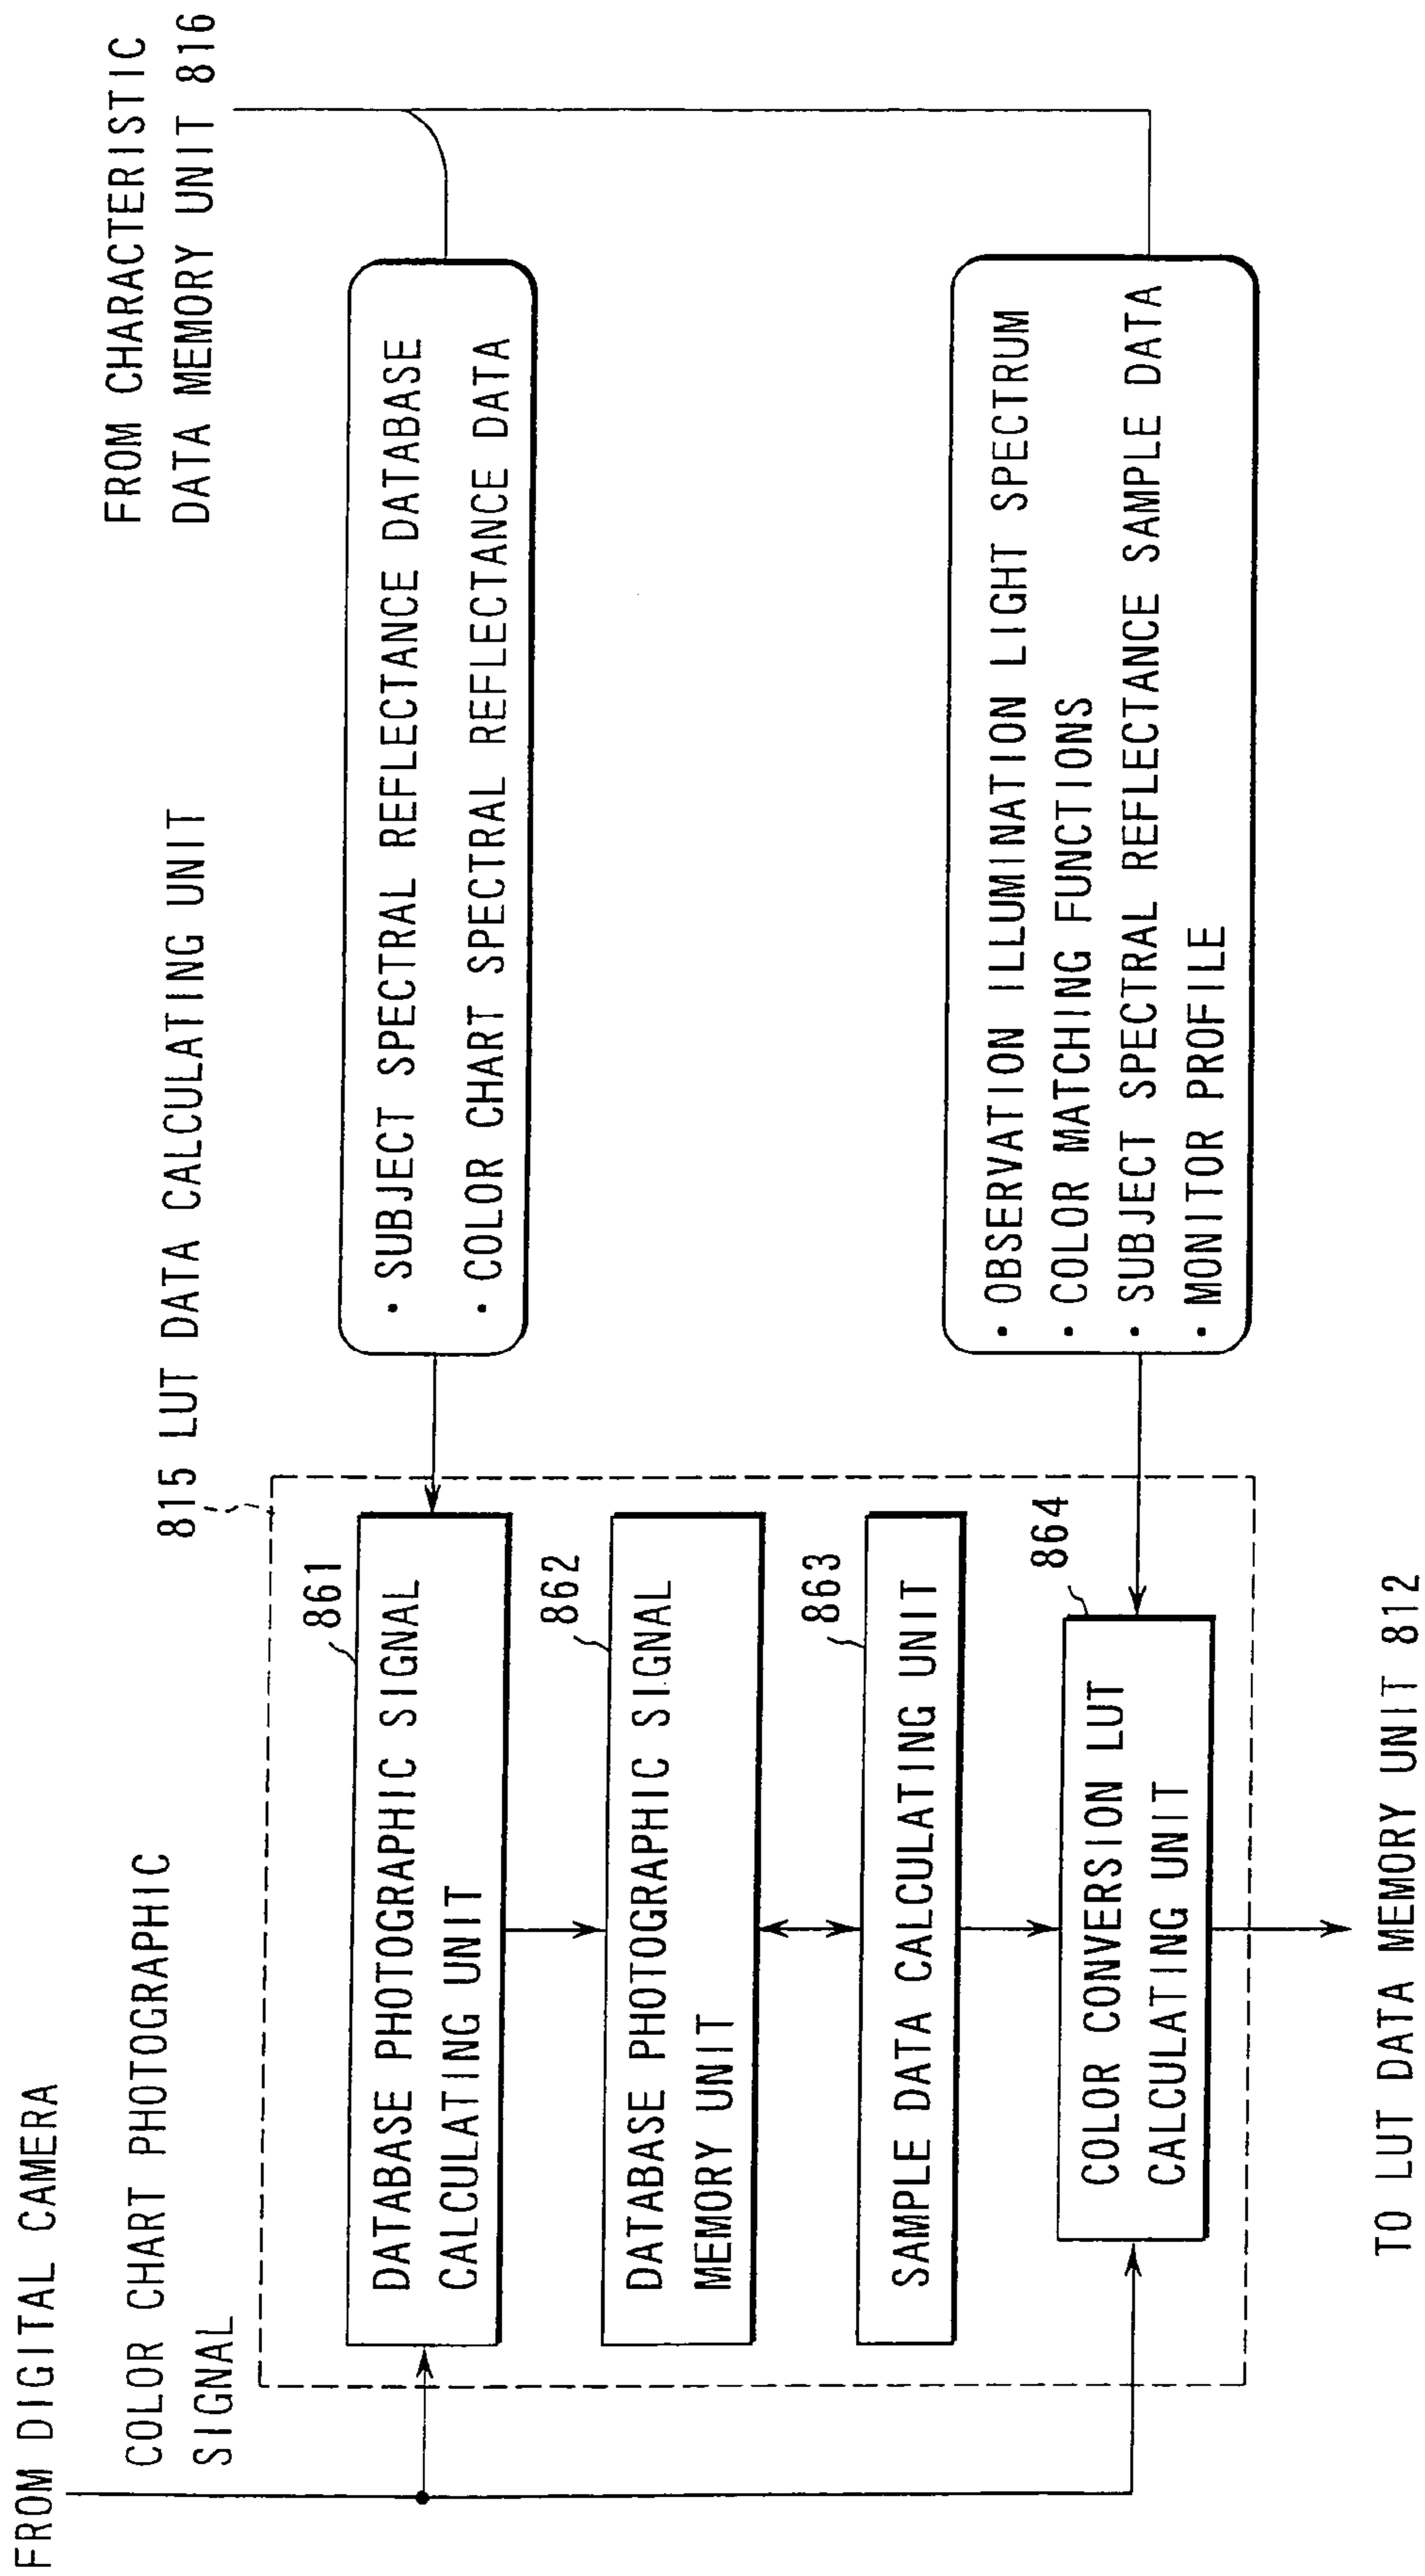 FROM DIGITAL CAMERA
COLOR CHART PHOTOGRAPHIC
SIGNAL
815 LUT DATA CALCULATING UNIT
FROM CHARACTERISTIC
DATA MEMORY UNIT 816
861
DATABASE PHOTOGRAPHIC SIGNAL
CALCULATING UNIT
• SUBJECT SPECTRAL REFLECTANCE DATABASE
• COLOR CHART SPECTRAL REFLECTANCE DATA
862
DATABASE PHOTOGRAPHIC SIGNAL
MEMORY UNIT
863
SAMPLE DATA CALCULATING UNIT
864
COLOR CONVERSION LUT
CALCULATING UNIT
• OBSERVATION ILLUMINATION LIGHT SPECTRUM
• COLOR MATCHING FUNCTIONS
• SUBJECT SPECTRAL REFLECTANCE SAMPLE DATA
• MONITOR PROFILE
TO LUT DATA MEMORY UNIT 812